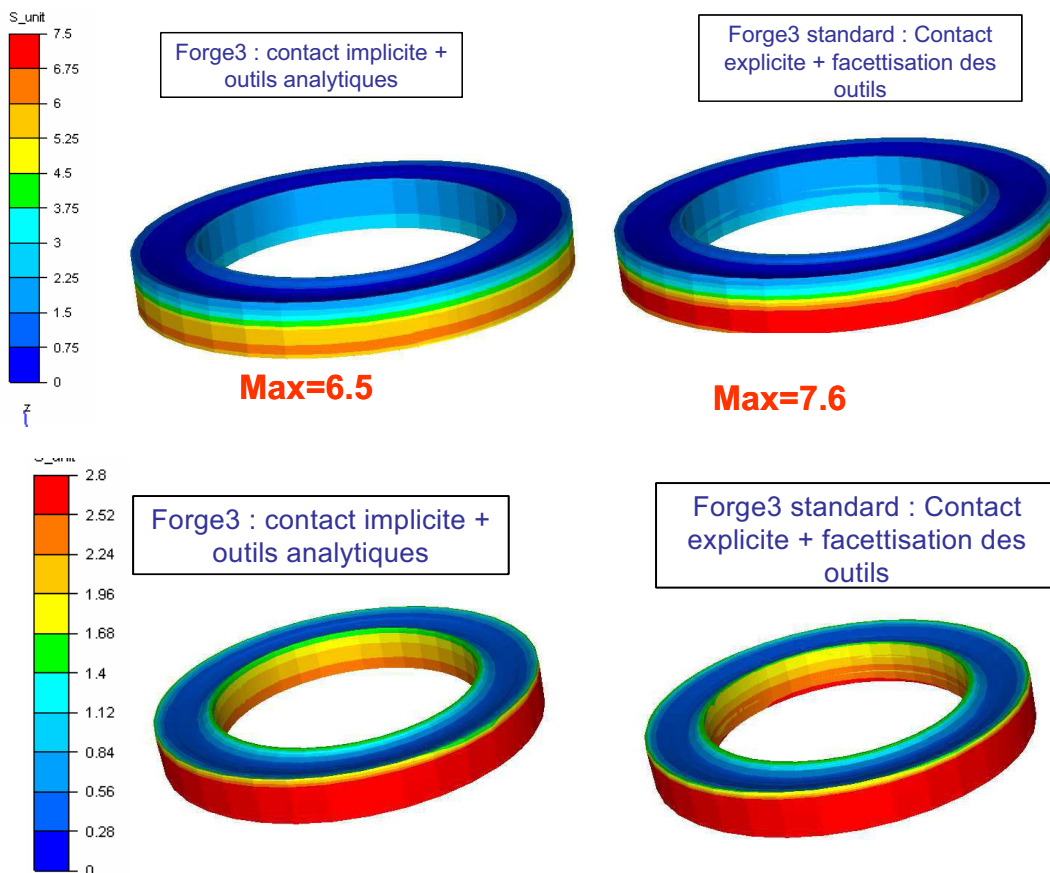 S_unit
7.5
6.75
6
5.25
4.5
3.75
3
2.25
1.5
0.75
0
z
Forge3 : contact implicite +
outils analytiques
Forge3 standard : Contact
explicite + facettisation des
outils
Max=6.5
Max=7.6
S_unit
2.8
2.52
2.24
1.96
1.68
1.4
1.12
0.84
0.56
0.28
0
Forge3 : contact implicite +
outils analytiques
Forge3 standard : Contact
explicite + facettisation des
outils